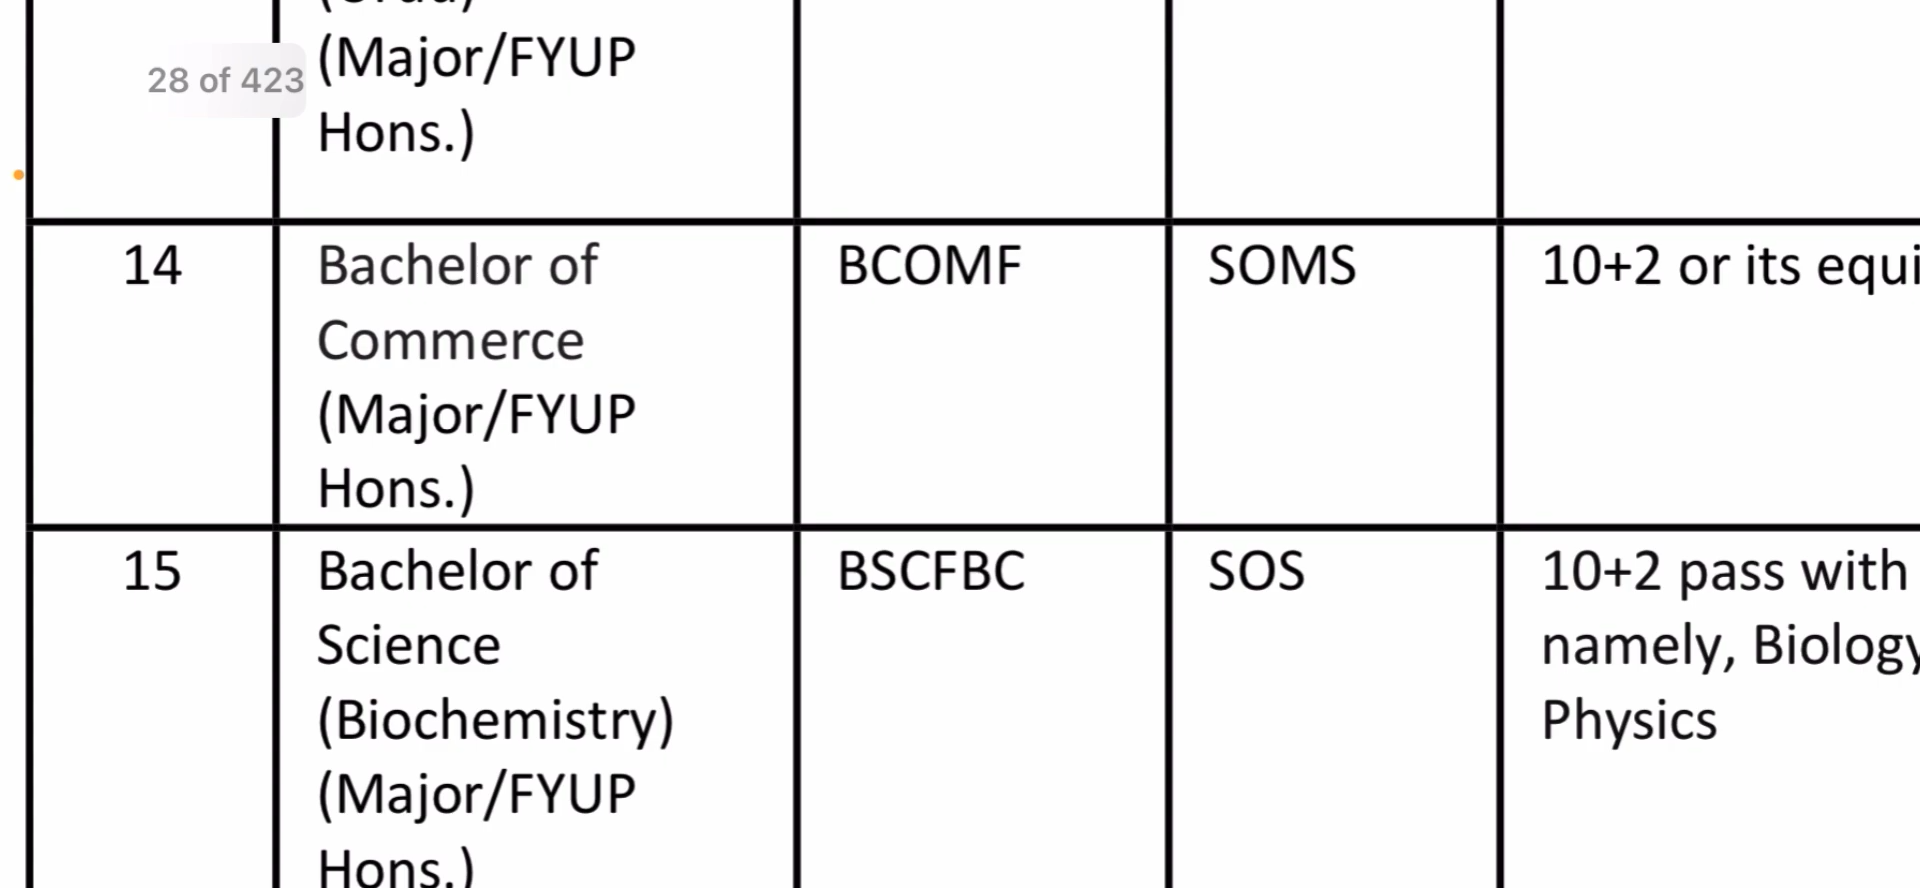 (Major/FYUP
28 of 423
Hons.)
14
Bachelor of
Commerce
(Major/FYUP
Hons.)
BCOMF
SOMS
10+2 or its
15
Bachelor of
Science
(Biochemistry)
(Major/FYUP
Hons.)
BSCFBC
SOS
10+2 pass with
namely, Biology
Physics